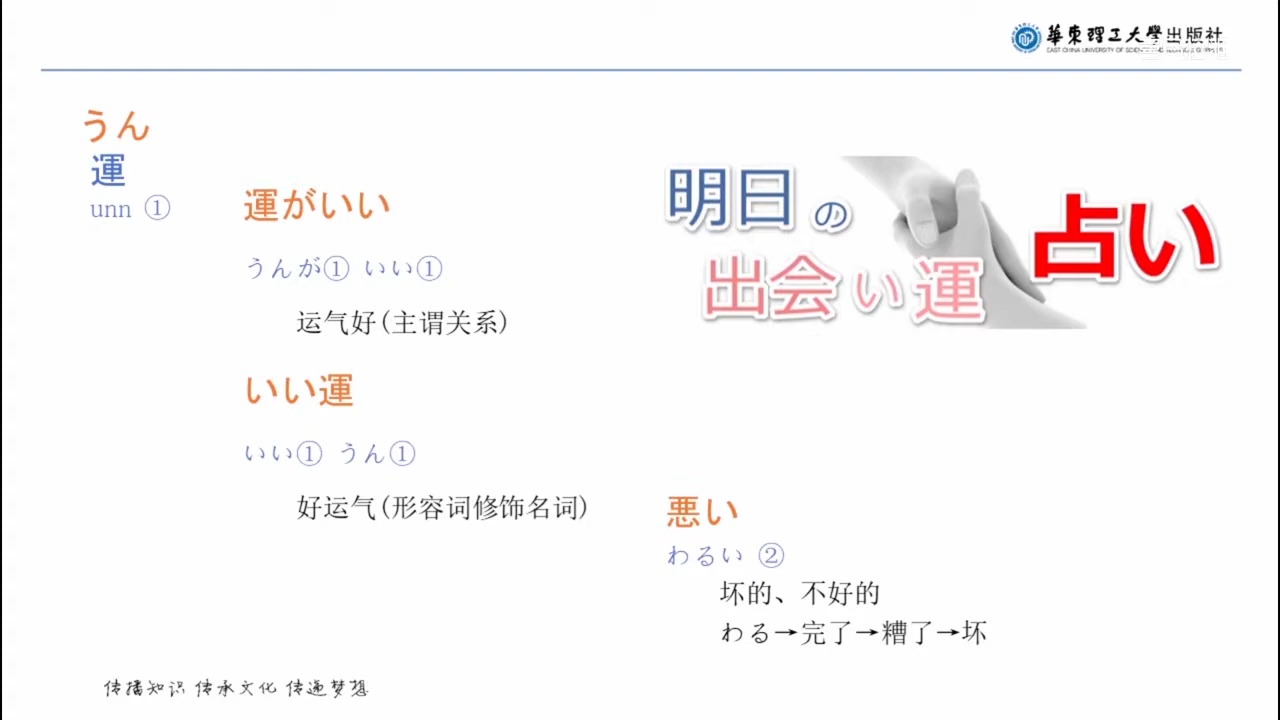 華東理工大學出版社
うん
運
unn ①
運がいい
うんが① いい①
运气好(主谓关系)
いい運
いい① うん①
好运气(形容词修饰名词)
明日の
出会い運
占い
悪い
わるい ②
坏的、不好的
わる→完了→糟了→坏
传播知识 传承文化 传递梦想